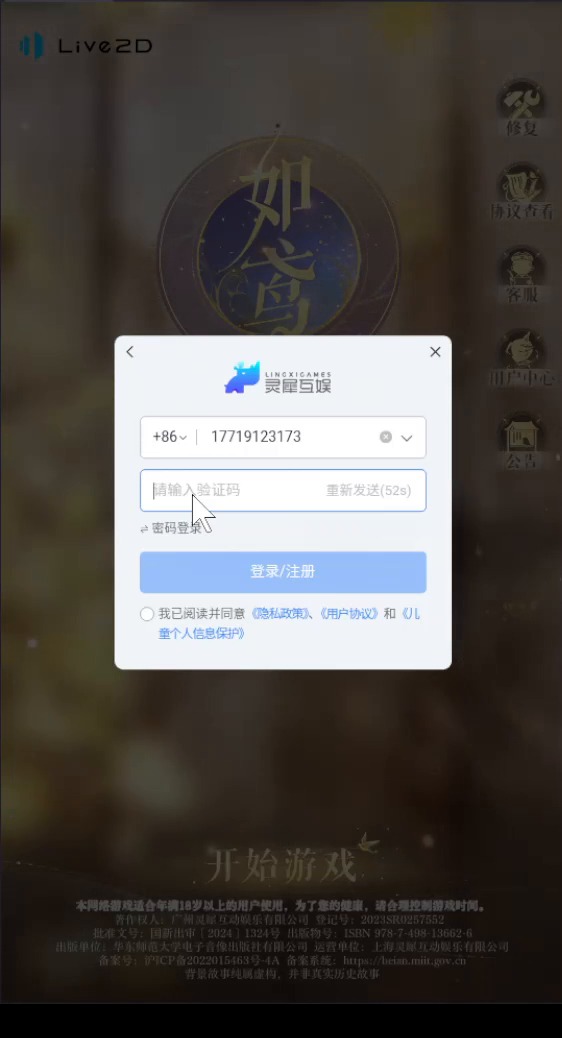 Live2D
修复
如鸢
协议查看
客服
LINGXIGAMES
灵犀互娱
用户中心
+86 17719123173
公告
请输入验证码 重新发送(52s)
⇌ 密码登录
登录/注册
我已阅读并同意《隐私政策》、《用户协议》和《儿
童个人信息保护》
开始游戏
本网络游戏适合年满18岁以上的用户使用，为了您的健康，请合理控制游戏时间。
著作权人：广州灵犀互动娱乐有限公司 登记号：2023SR0257552
批准文号：国新出审［2024］1324号 出版物号：ISBN 978-7-498-13662-6
出版单位：华东师范大学电子音像出版社有限公司 运营单位：上海灵犀互动娱乐有限公司
备案号：沪ICP备2022015463号-4A 备案系统：https://beian.miit.gov.cn
背景故事纯属虚构，并非真实历史故事